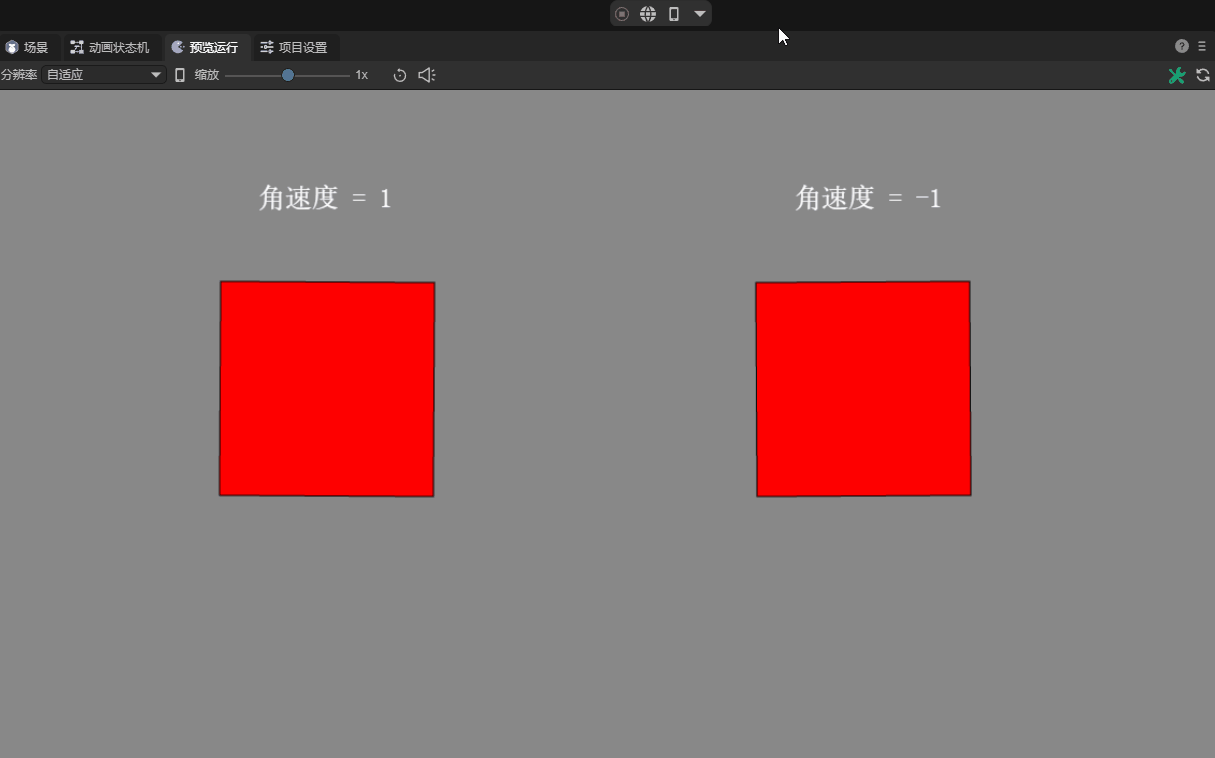 场景 动画状态机 预览运行 项目设置
分辨率 自适应 缩放 1x
角速度 = 1 角速度 = -1